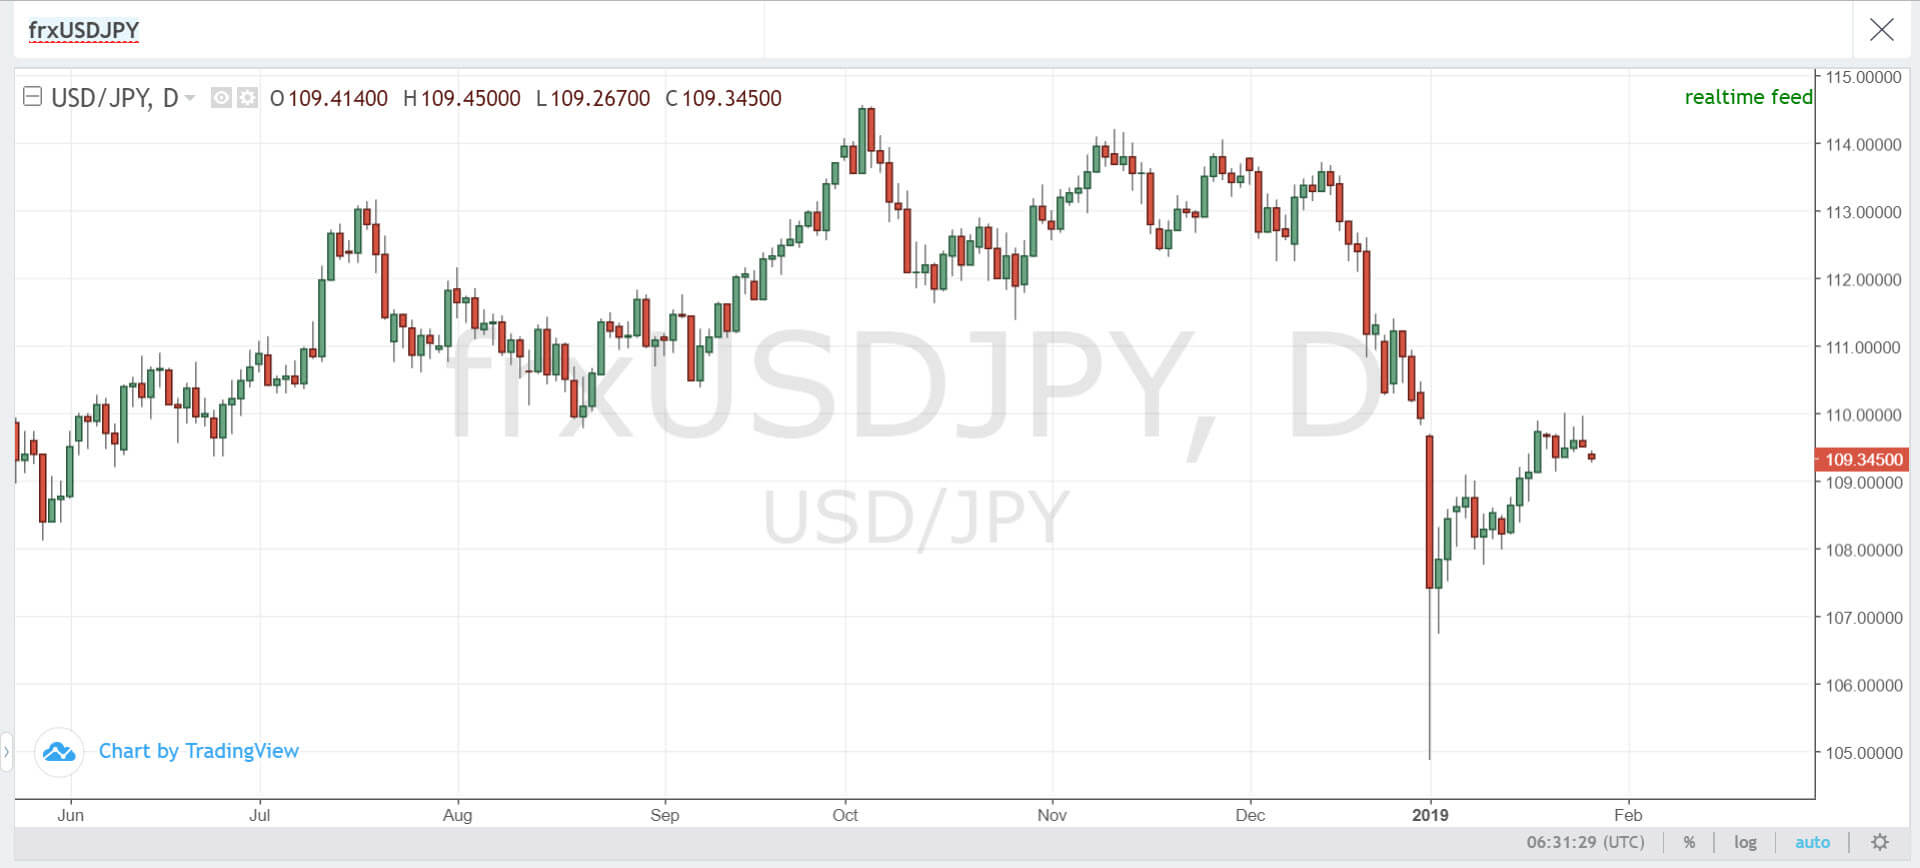 frxUSDJPY
USD/JPY, D O 109.41400 H 109.45000 L 109.26700 C 109.34500
realtime feed
frxUSDJPY, D
USD/JPY
115.00000
114.00000
113.00000
112.00000
111.00000
110.00000
109.34500
109.00000
108.00000
107.00000
106.00000
105.00000
Chart by TradingView
Jun Jul Aug Sep Oct Nov Dec 2019 Feb
06:31:29 (UTC) % log auto